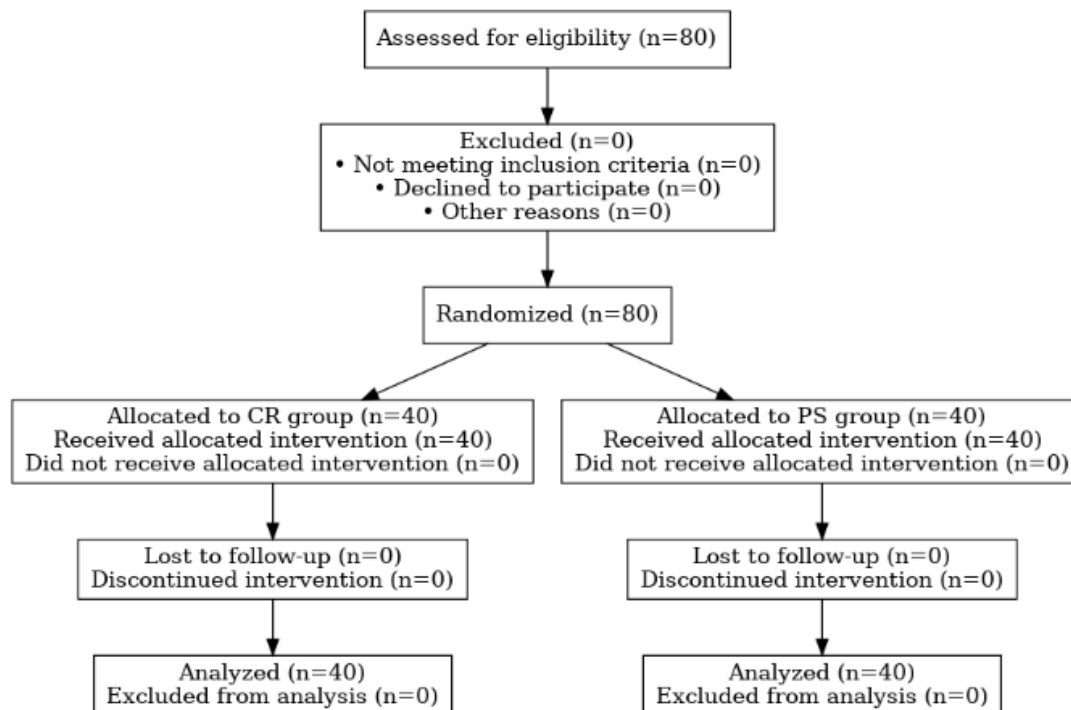 Assessed for eligibility (n=80)
Excluded (n=0)
• Not meeting inclusion criteria (n=0)
• Declined to participate (n=0)
• Other reasons (n=0)
Randomized (n=80)
Allocated to CR group (n=40)
Received allocated intervention (n=40)
Did not receive allocated intervention (n=0)
Allocated to PS group (n=40)
Received allocated intervention (n=40)
Did not receive allocated intervention (n=0)
Lost to follow-up (n=0)
Discontinued intervention (n=0)
Lost to follow-up (n=0)
Discontinued intervention (n=0)
Analyzed (n=40)
Excluded from analysis (n=0)
Analyzed (n=40)
Excluded from analysis (n=0)